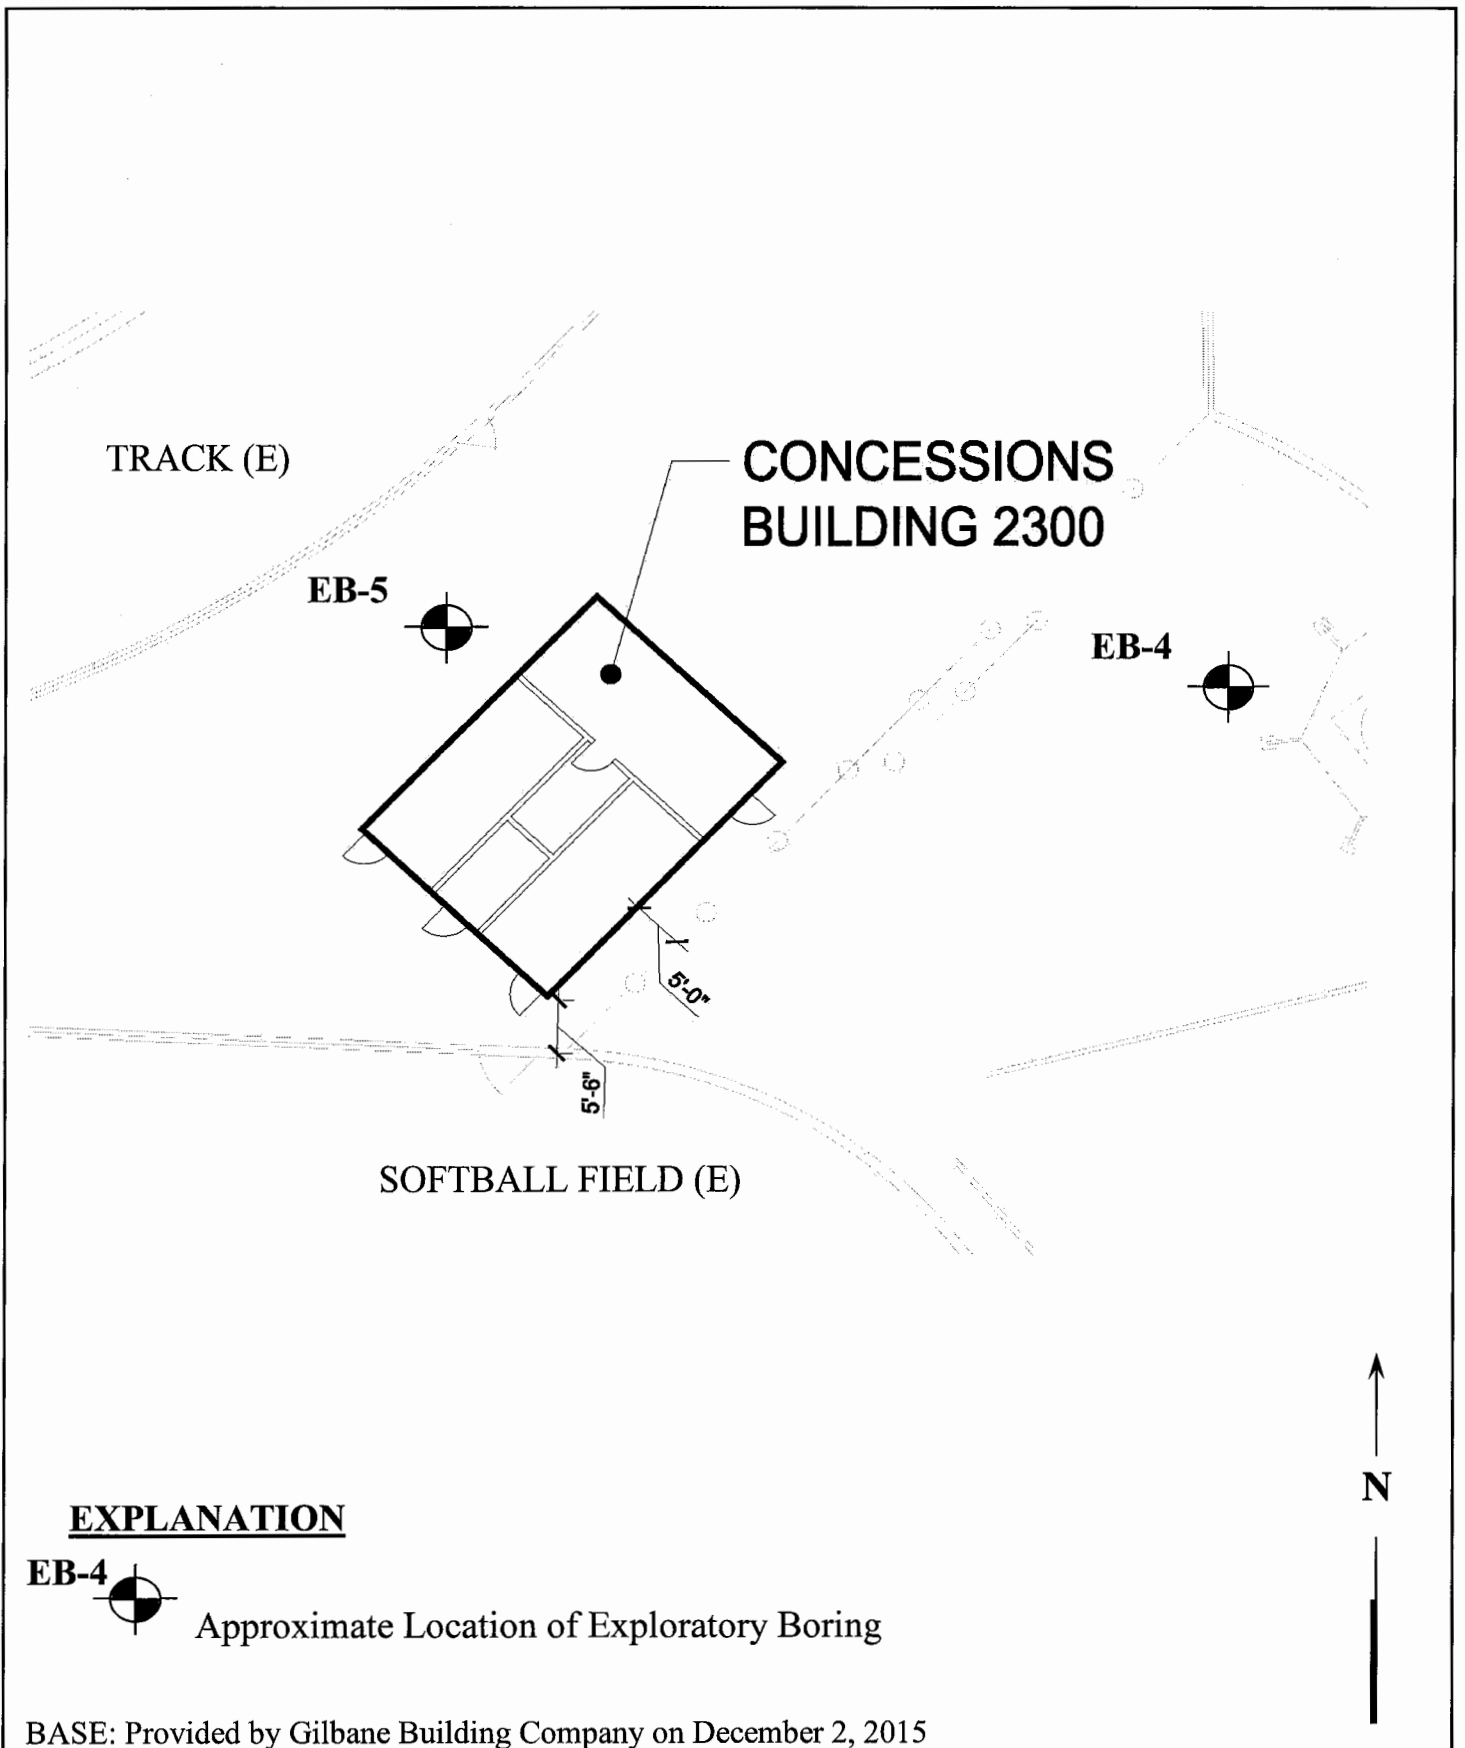 TRACK (E)
CONCESSIONS
BUILDING 2300
EB-5
EB-4
5'-0"
5'-6"
SOFTBALL FIELD (E)
N
EXPLANATION
EB-4
Approximate Location of Exploratory Boring
BASE: Provided by Gilbane Building Company on December 2, 2015